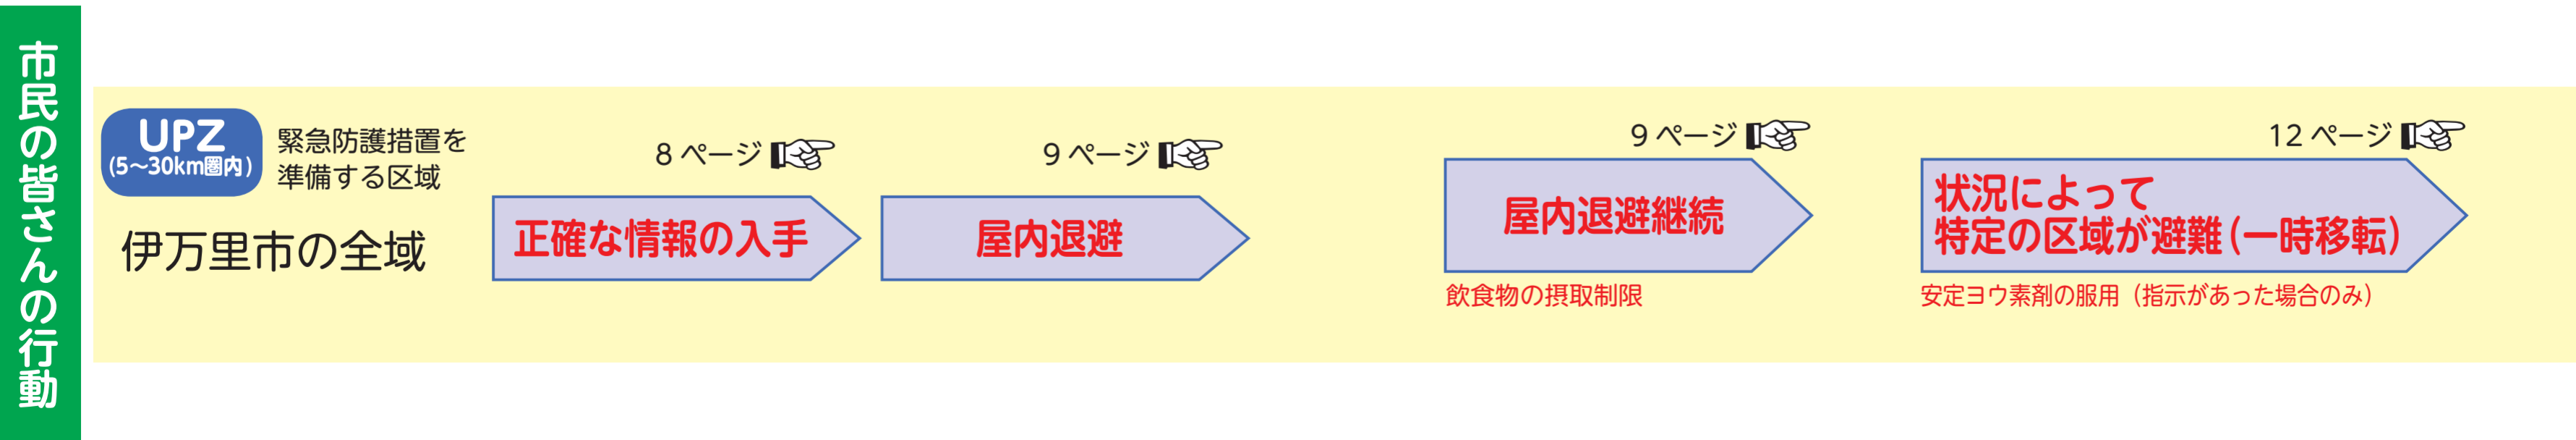 市民の皆さんの行動
UPZ
(5〜30km圏内)
緊急防護措置を
準備する区域
伊万里市の全域
8 ページ
正確な情報の入手
9 ページ
屋内退避
9 ページ
屋内退避継続
飲食物の摂取制限
12 ページ
状況によって
特定の区域が避難(一時移転)
安定ヨウ素剤の服用（指示があった場合のみ）